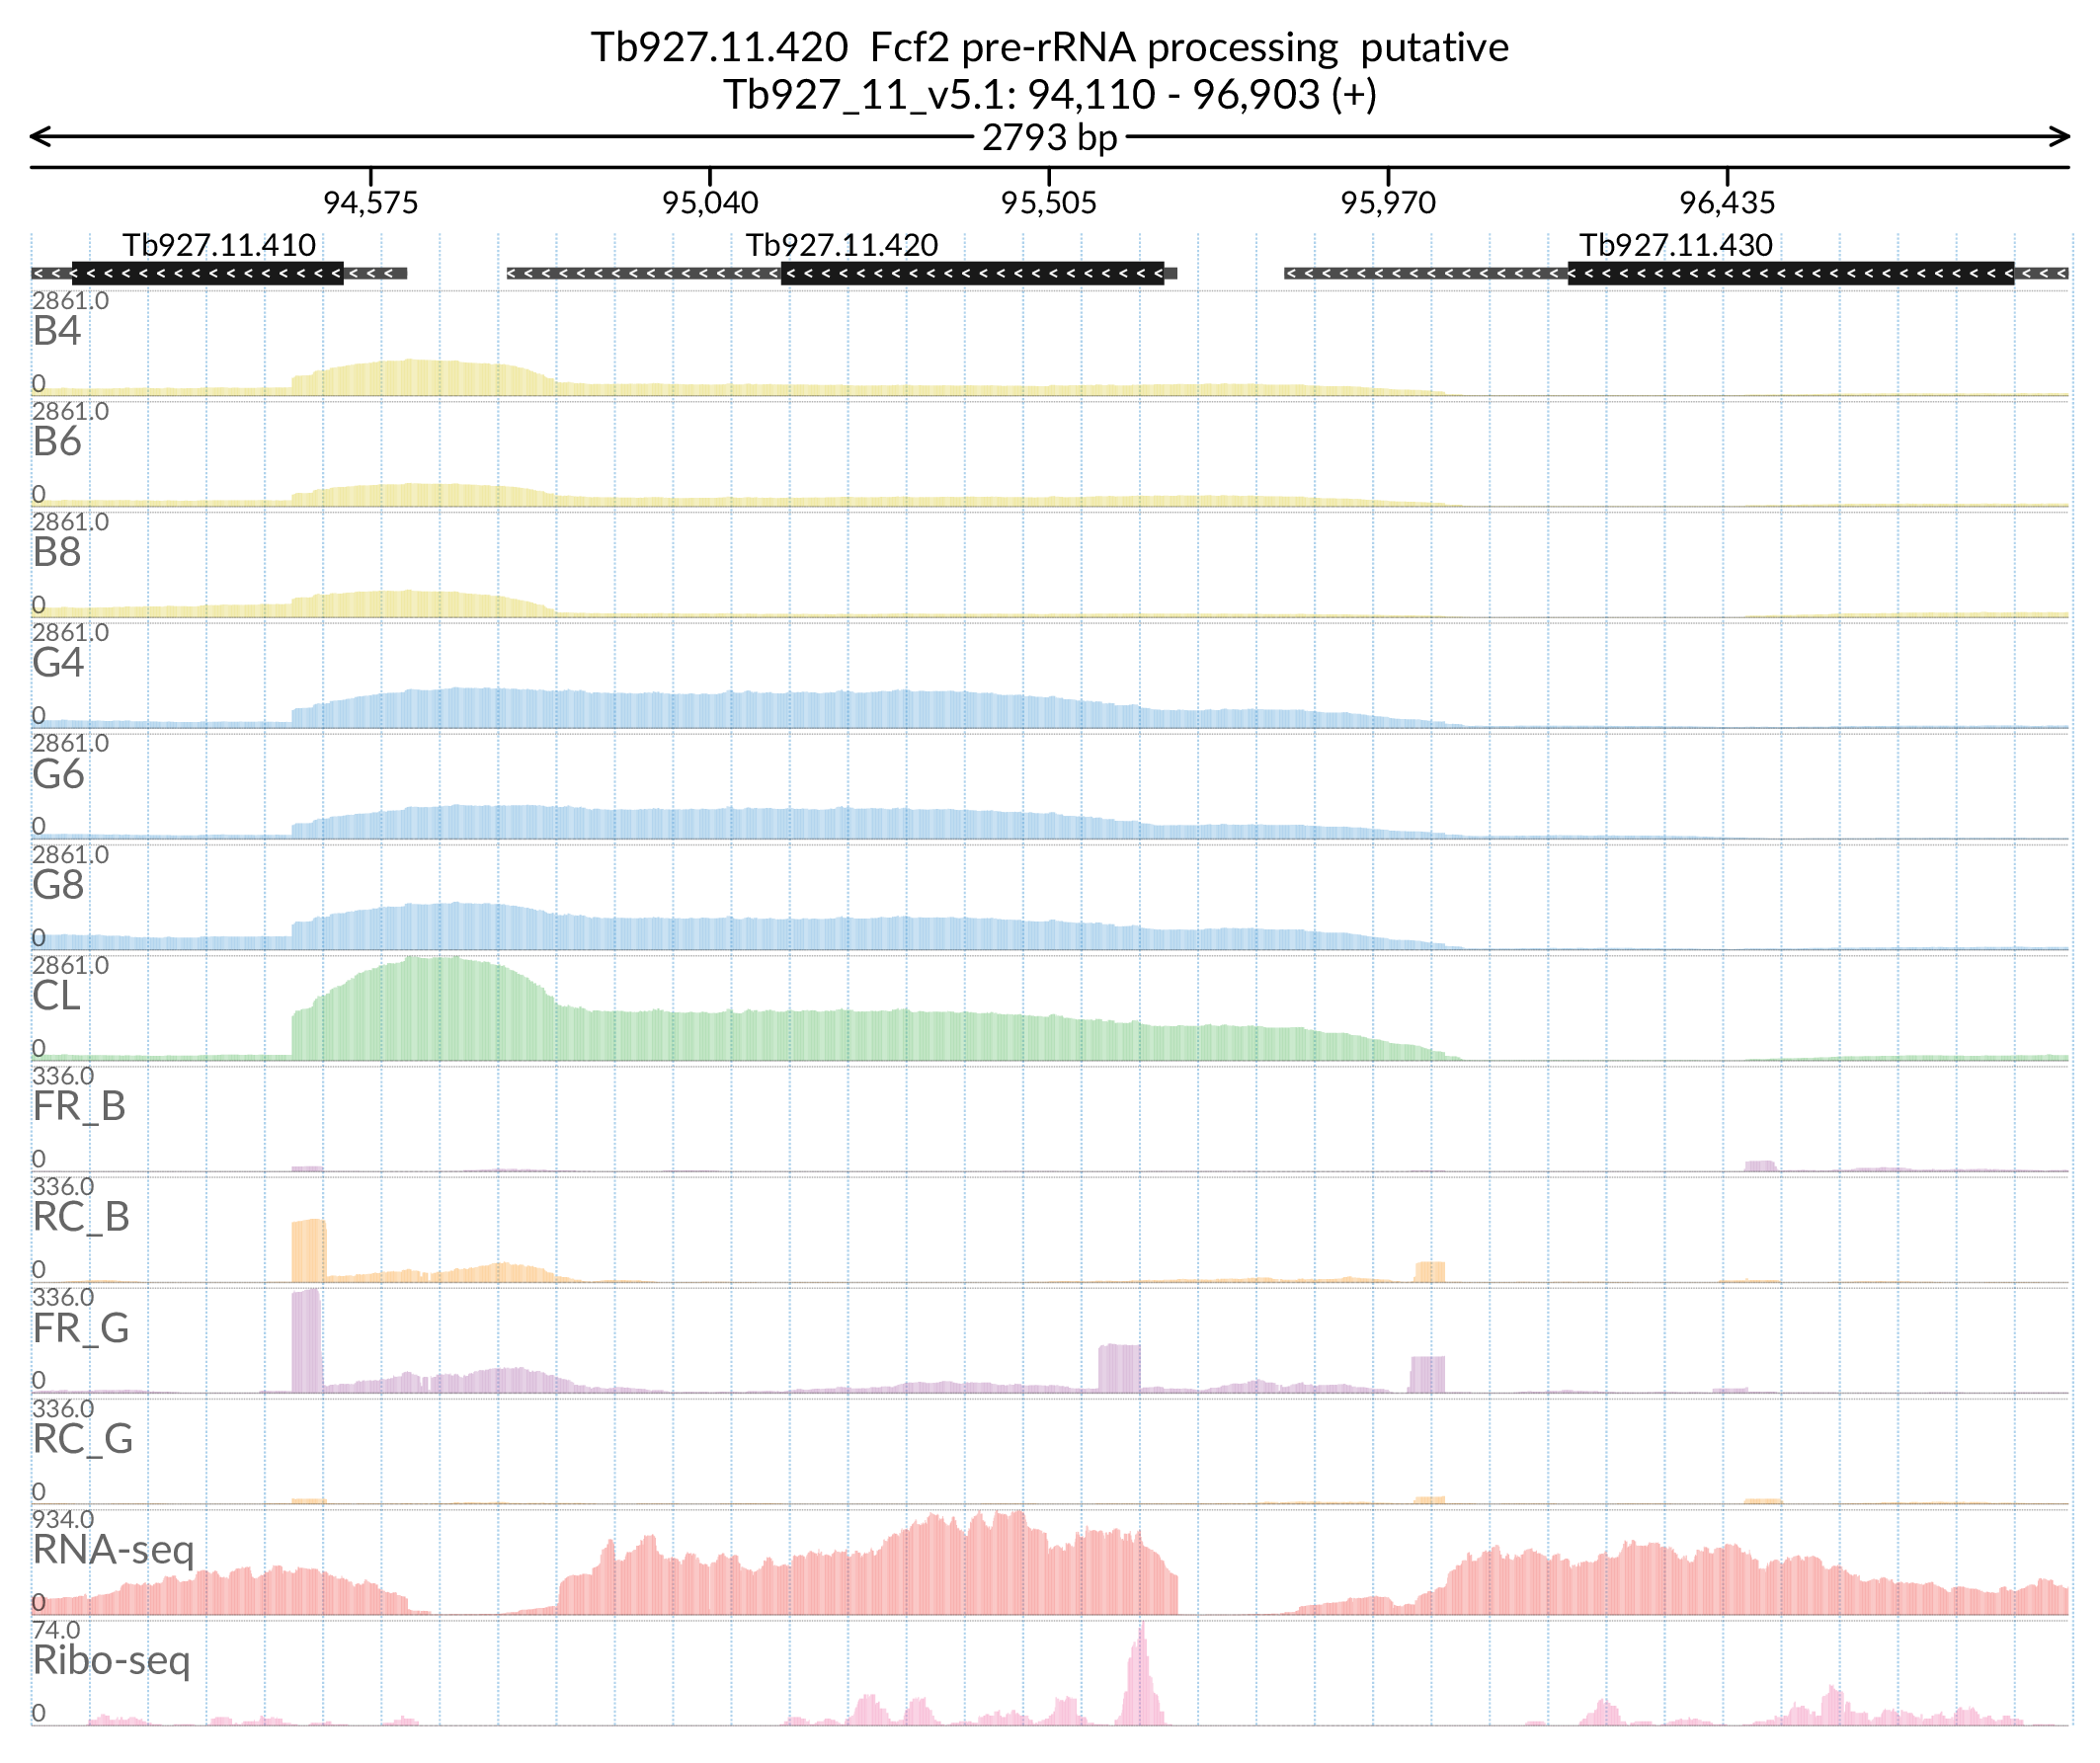 Tb927.11.420  Fcf2 pre-rRNA processing  putative
Tb927_11_v5.1: 94,110 - 96,903 (+)
2793 bp
94,575 95,040 95,505 95,970 96,435
Tb927.11.410 Tb927.11.420 Tb927.11.430
2861.0
B4
0
2861.0
B6
0
2861.0
B8
0
2861.0
G4
0
2861.0
G6
0
2861.0
G8
0
2861.0
CL
0
336.0
FR_B
0
336.0
RC_B
0
336.0
FR_G
0
336.0
RC_G
0
934.0
RNA-seq
0
74.0
Ribo-seq
0